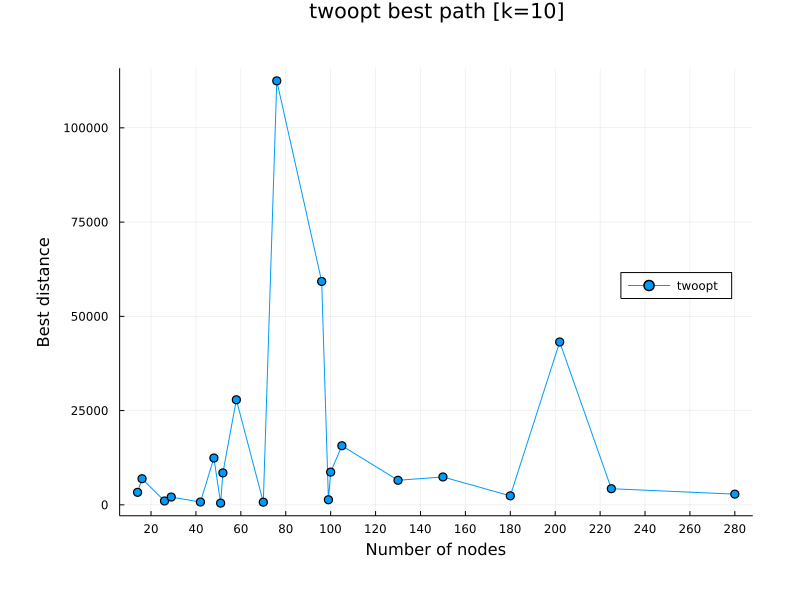 twoopt best path [k=10]
100000
75000
50000
25000
0
Best distance
twoopt
20 40 60 80 100 120 140 160 180 200 220 240 260 280
Number of nodes